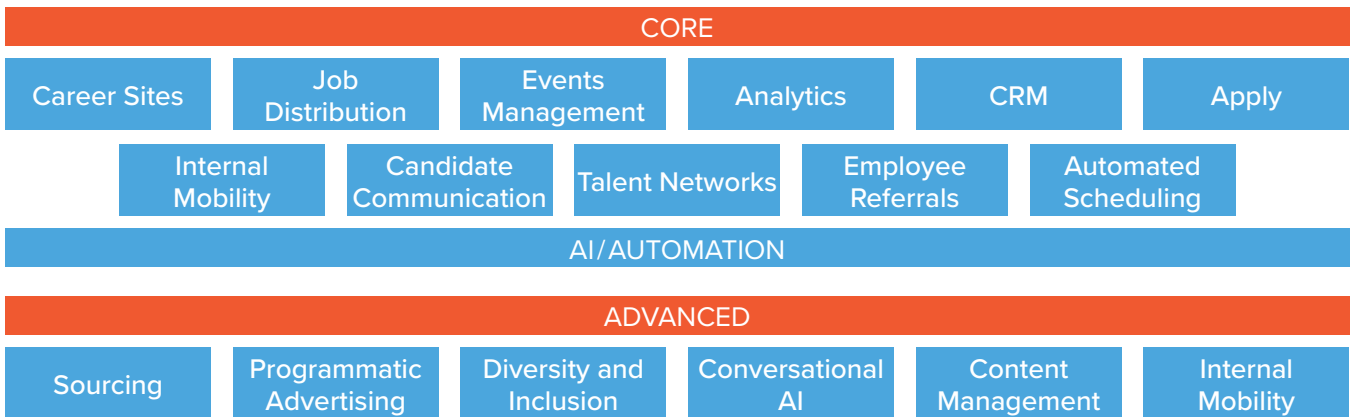 CORE
Career Sites
Job
Distribution
Events
Management
Analytics
CRM
Apply
Internal
Mobility
Candidate
Communication
Talent Networks
Employee
Referrals
Automated
Scheduling
AI/AUTOMATION
ADVANCED
Sourcing
Programmatic
Advertising
Diversity and
Inclusion
Conversational
AI
Content
Management
Internal
Mobility